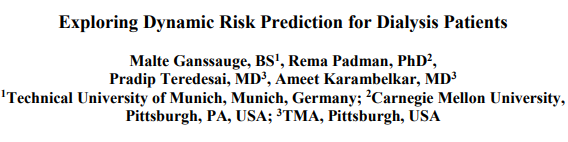 Exploring Dynamic Risk Prediction for Dialysis Patients
Malte Ganssauge, BS¹, Rema Padman, PhD²,
Pradip Teredesai, MD³, Ameet Karambelkar, MD³
¹Technical University of Munich, Munich, Germany; ²Carnegie Mellon University,
Pittsburgh, PA, USA; ³TMA, Pittsburgh, USA